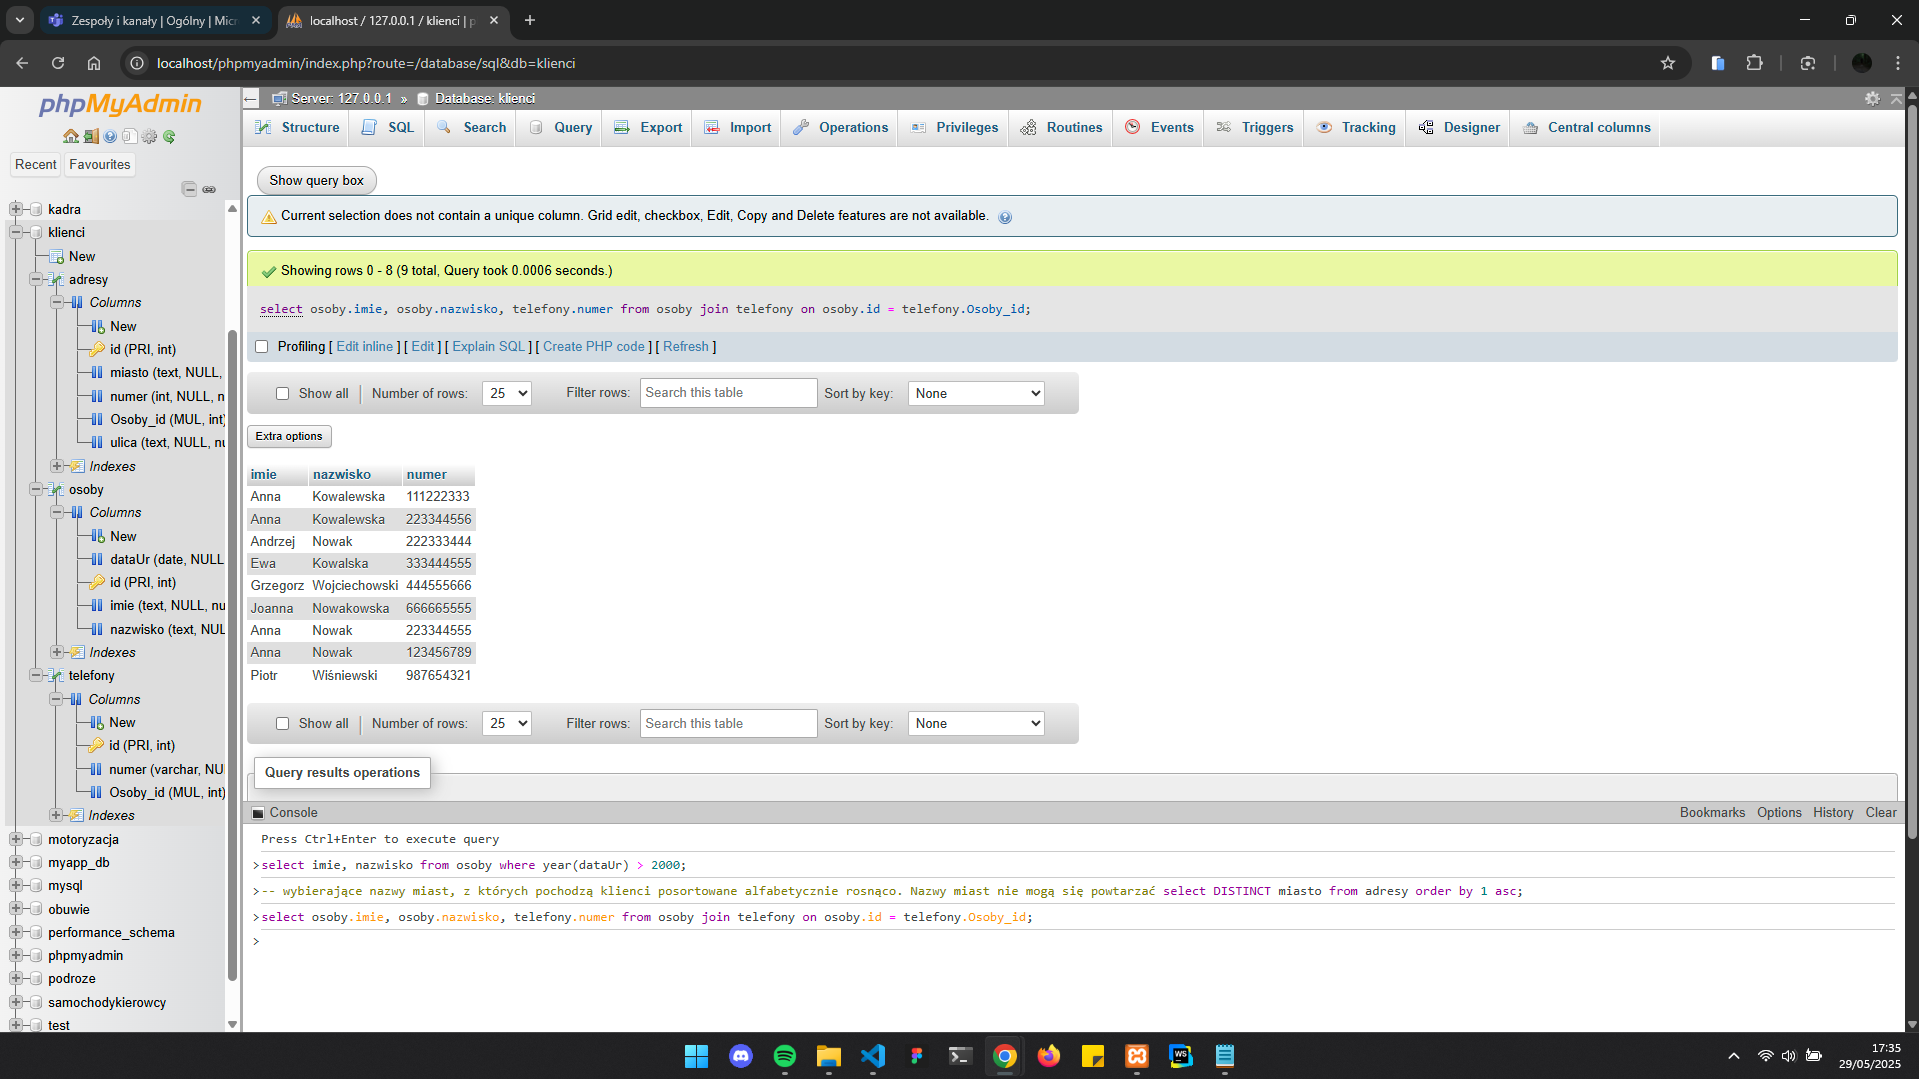 Zespoły i kanały | Ogólny | Micr
localhost / 127.0.0.1 / klienci | p
localhost/phpmyadmin/index.php?route=/database/sql&db=klienci
phpMyAdmin
Recent
Favourites
kadra
klienci
New
adresy
Columns
New
id (PRI, int)
miasto (text, NULL,
numer (int, NULL, n
Osoby_id (MUL, int)
ulica (text, NULL, nu
Indexes
osoby
Columns
New
dataUr (date, NULL
id (PRI, int)
imie (text, NULL, nu
nazwisko (text, NUL
Indexes
telefony
Columns
New
id (PRI, int)
numer (varchar, NU
Osoby_id (MUL, int)
Indexes
motoryzacja
myapp_db
mysql
obuwie
performance_schema
phpmyadmin
podroze
samochodykierowcy
test
Server: 127.0.0.1 » Database: klienci
Structure SQL Search Query Export Import Operations Privileges Routines Events Triggers Tracking Designer Central columns
Show query box
Current selection does not contain a unique column. Grid edit, checkbox, Edit, Copy and Delete features are not available.
Showing rows 0 - 8 (9 total, Query took 0.0006 seconds.)
select osoby.imie, osoby.nazwisko, telefony.numer from osoby join telefony on osoby.id = telefony.Osoby_id;
Profiling [ Edit inline ] [ Edit ] [ Explain SQL ] [ Create PHP code ] [ Refresh ]
Show all | Number of rows: 25 Filter rows: Search this table Sort by key: None
Extra options
imie nazwisko numer
Anna Kowalewska 111222333
Anna Kowalewska 223344556
Andrzej Nowak 222333444
Ewa Kowalska 333444555
Grzegorz Wojciechowski 444555666
Joanna Nowakowska 666665555
Anna Nowak 223344555
Anna Nowak 123456789
Piotr Wiśniewski 987654321
Show all | Number of rows: 25 Filter rows: Search this table Sort by key: None
Query results operations
Console
Bookmarks Options History Clear
Press Ctrl+Enter to execute query
>select imie, nazwisko from osoby where year(dataUr) > 2000;
>-- wybierające nazwy miast, z których pochodzą klienci posortowane alfabetycznie rosnąco. Nazwy miast nie mogą się powtarzać select DISTINCT miasto from adresy order by 1 asc;
>select osoby.imie, osoby.nazwisko, telefony.numer from osoby join telefony on osoby.id = telefony.Osoby_id;
>
WS
17:35
29/05/2025